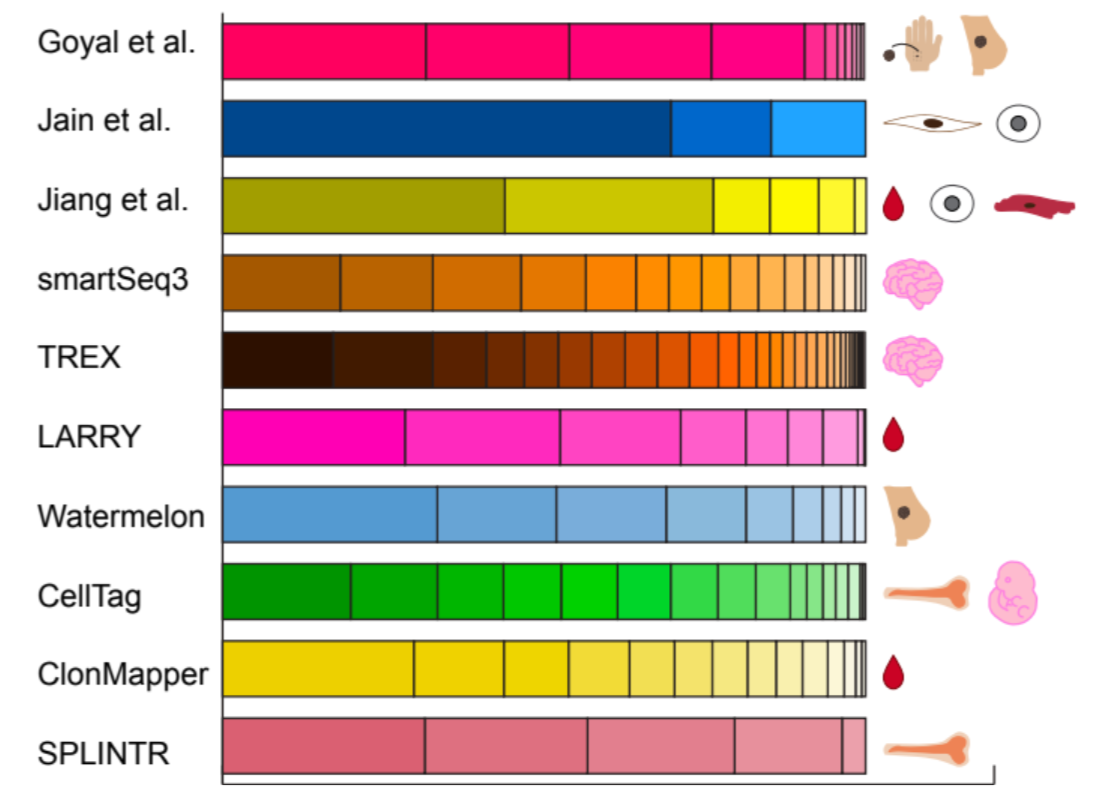 Goyal et al.
Jain et al.
Jiang et al.
smartSeq3
TREX
LARRY
Watermelon
CellTag
ClonMapper
SPLINTR